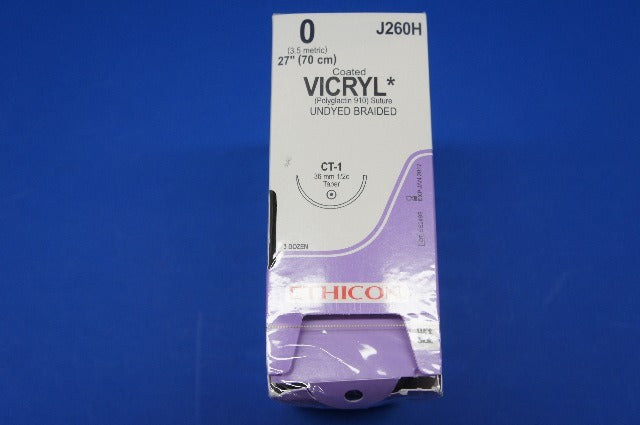 0
J260H
(3.5 metric)
27" (70 cm)
Coated
VICRYL*
(Polyglactin 910) Suture
UNDYED BRAIDED
CT-1
36 mm 1/2c
Taper
3 DOZEN
ETHICON